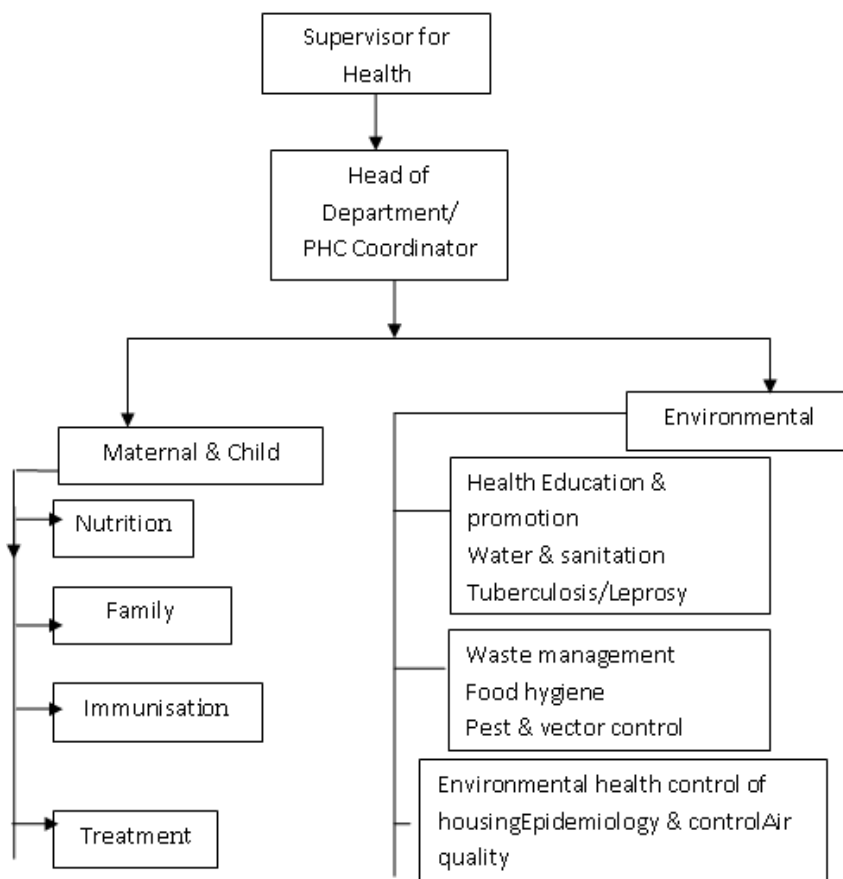 Supervisor for
Health
Head of
Department/
PHC Coordinator
Maternal & Child
Nutrition
Family
Immunisation
Treatment
Environmental
Health Education &
promotion
Water & sanitation
Tuberculosis/Leprosy
Waste management
Food hygiene
Pest & vector control
Environmental health control of
housingEpidemiology & controlAir
quality